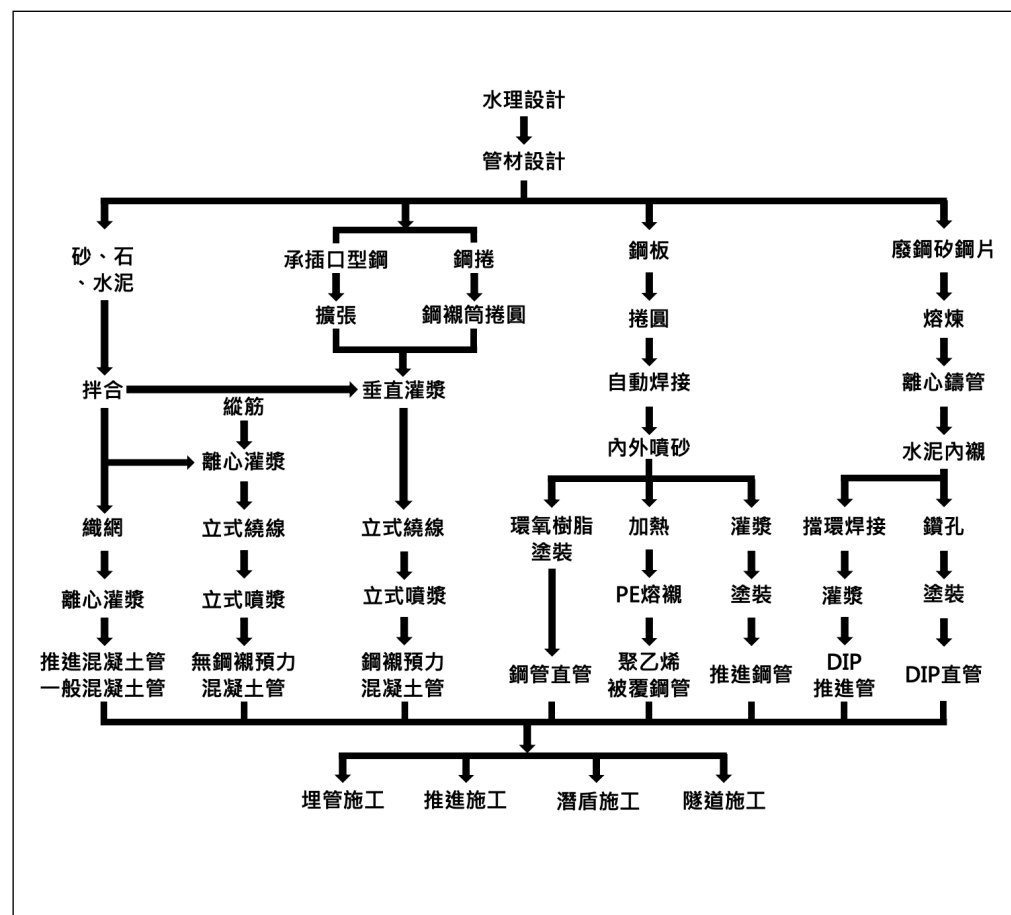 水理設計
管材設計
砂、石
、水泥
承插口型鋼
鋼捲
鋼板
廢鋼矽鋼片
擴張
鋼襯筒捲圓
捲圓
熔煉
拌合
垂直灌漿
自動焊接
離心鑄管
縱筋
離心灌漿
內外噴砂
水泥內襯
織網
立式繞線
立式繞線
環氧樹脂
塗裝
加熱
灌漿
擋環焊接
鑽孔
離心灌漿
立式噴漿
立式噴漿
PE熔襯
塗裝
灌漿
塗裝
推進混凝土管
一般混凝土管
無鋼襯預力
混凝土管
鋼襯預力
混凝土管
鋼管直管
聚乙烯
被覆鋼管
推進鋼管
DIP
推進管
DIP直管
埋管施工
推進施工
潛盾施工
隧道施工